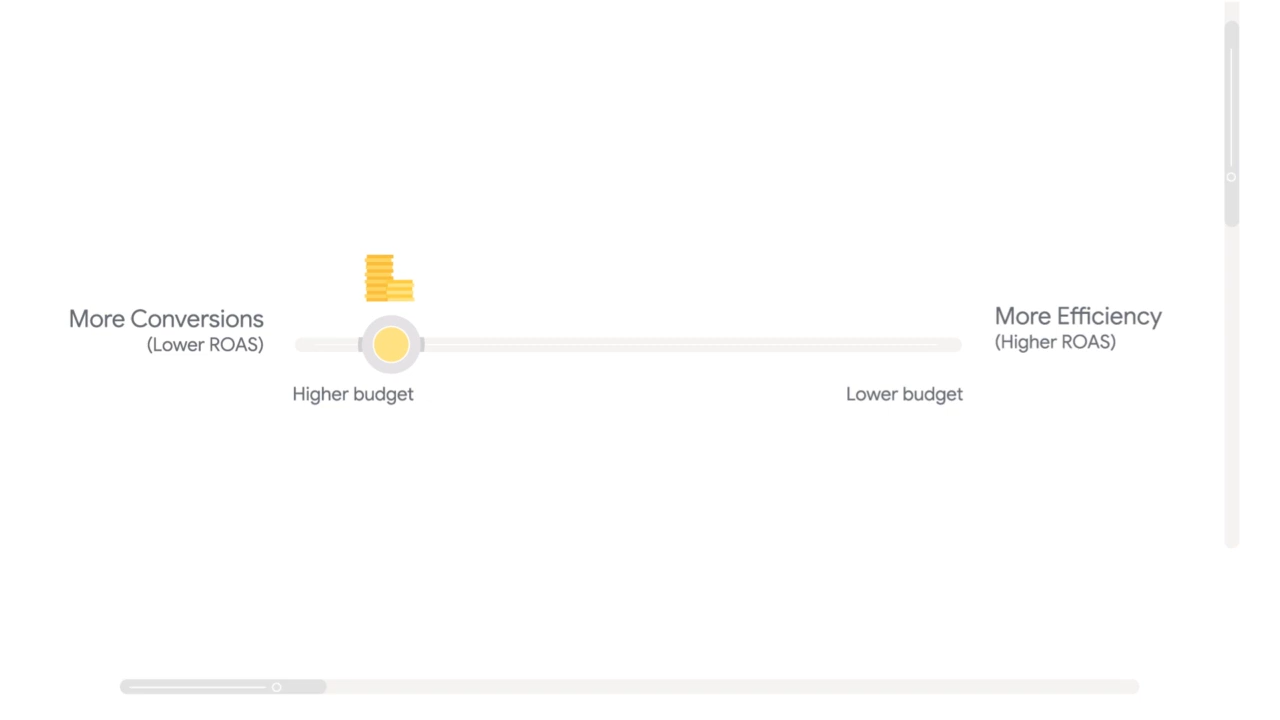 More Conversions
(Lower ROAS)
More Efficiency
(Higher ROAS)
Higher budget
Lower budget